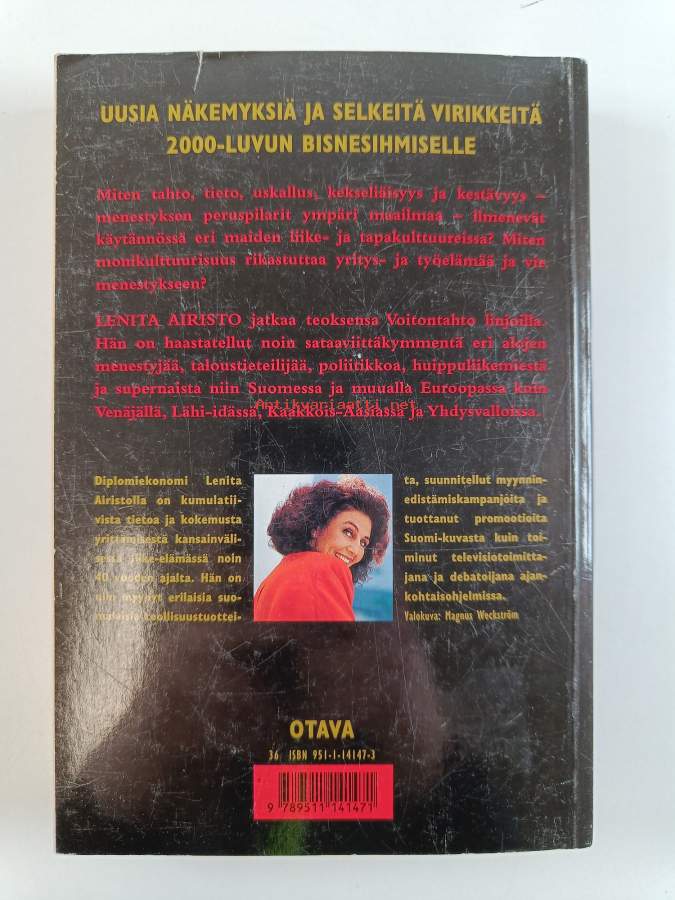 UUSIA NÄKEMYKSIÄ JA SELKEITÄ VIRIKKEITÄ
2000-LUVUN BISNESIHMISELLE
Miten tahto, tieto, uskallus, kekseliäisyys ja kestävyys –
menestyksen peruspilarit ympäri maailmaa – ilmenevät
käytännössä eri maiden liike- ja tapakulttuureissa? Miten
monikulttuurisuus rikastuttaa yritys- ja työelämää ja vie
menestykseen?
LENITA AIRISTO jatkaa teoksensa Voitontahto linjoilla.
Hän on haastatellut noin sataaviittäkymmentä eri alojen
menestyjää, taloustieteilijää, poliitikkoa, huippuliikemiestä
ja supernaista niin Suomessa ja muualla Euroopassa kuin
Venäjällä, Lähi-idässä, Kaakkois-Aasiassa ja Yhdysvalloissa.
Antikvariaatti.net
Diplomiekonomi Lenita
Airistolla on kumulatii-
vista tietoa ja kokemusta
yrittämisestä kansainväli-
sessä liike-elämässä noin
40 vuoden ajalta. Hän on
niin myynyt erilaisia suo-
malaisia teollisuustuottei-
ta, suunnitellut myynnin-
edistämiskampanjoita ja
tuottanut promootioita
Suomi-kuvasta kuin toi-
minut televisiotoimitta-
jana ja debatoijana ajan-
kohtaisohjelmissa.
Valokuva: Magnus Weckström
OTAVA
36 ISBN 951-1-14147-3
9 789511 141471